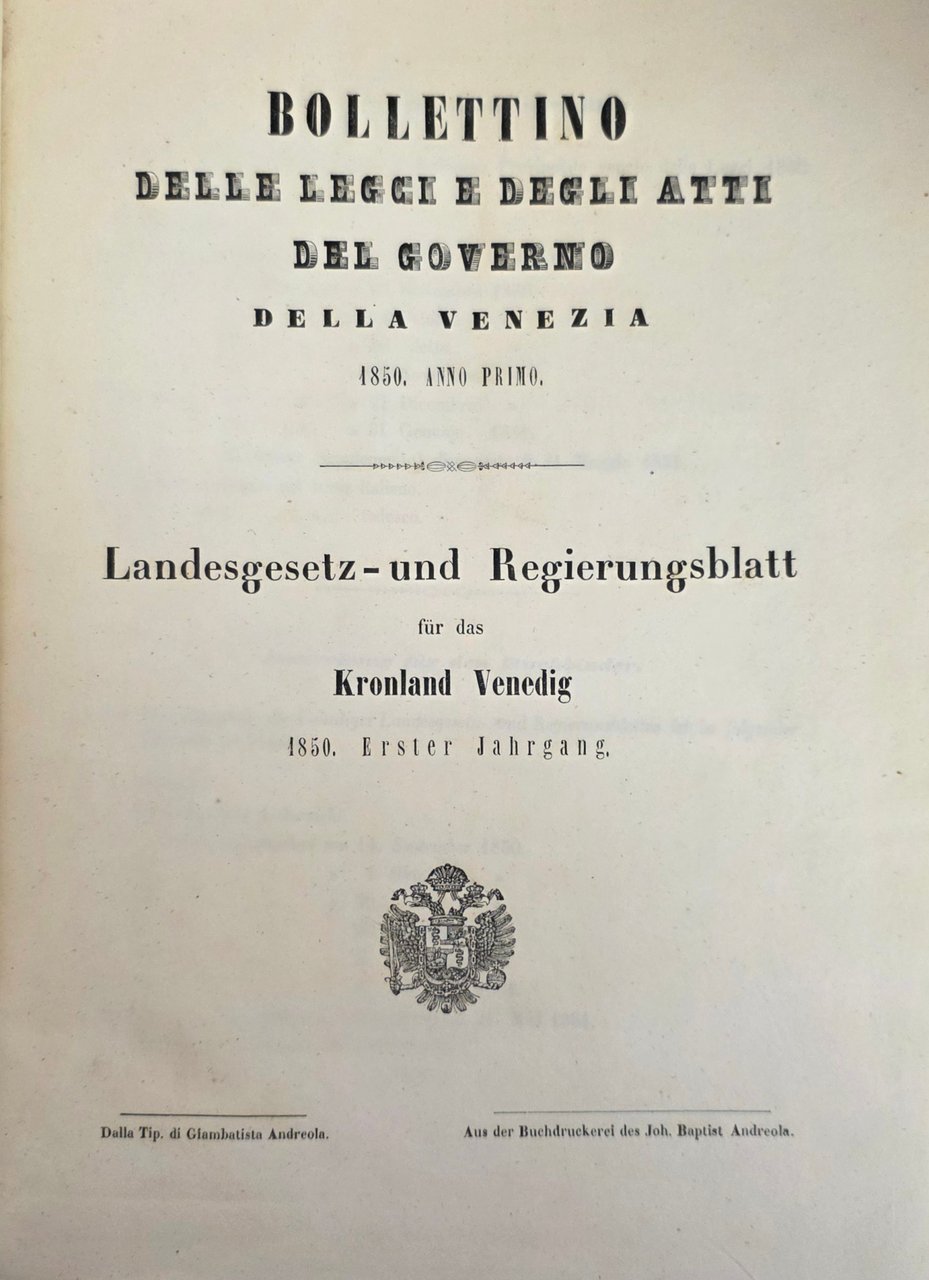 BOLLETTINO
DELLE LEGGI E DEGLI ATTI
DEL GOVERNO
DELLA VENEZIA
1850. ANNO PRIMO.
Landesgesetz-und Regierungsblatt
für das
Kronland Venedig
1850. Erster Jahrgang.
Dalla Tip. di Giambatista Andreola.
Aus der Buchdruckerei des Joh. Baptist Andreola.